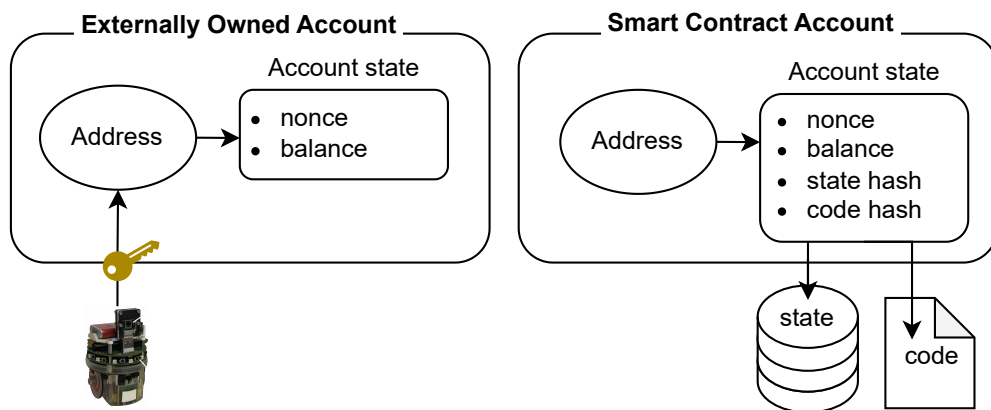 Externally Owned Account
Account state
Address
• nonce
• balance
Smart Contract Account
Account state
Address
• nonce
• balance
• state hash
• code hash
state
code